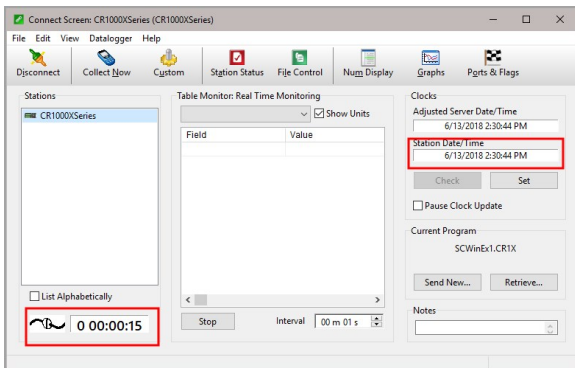 Connect Screen: CR1000XSeries (CR1000XSeries)
File Edit View Datalogger Help
Disconnect Collect Now Custom Station Status File Control Num Display Graphs Ports & Flags
Stations
CR1000XSeries
List Alphabetically
0 00:00:15
Table Monitor: Real Time Monitoring
Show Units
Field Value
Stop Interval 00 m 01 s
Clocks
Adjusted Server Date/Time
6/13/2018 2:30:44 PM
Station Date/Time
6/13/2018 2:30:44 PM
Check Set
Pause Clock Update
Current Program
SCWinEx1.CR1X
Send New... Retrieve...
Notes